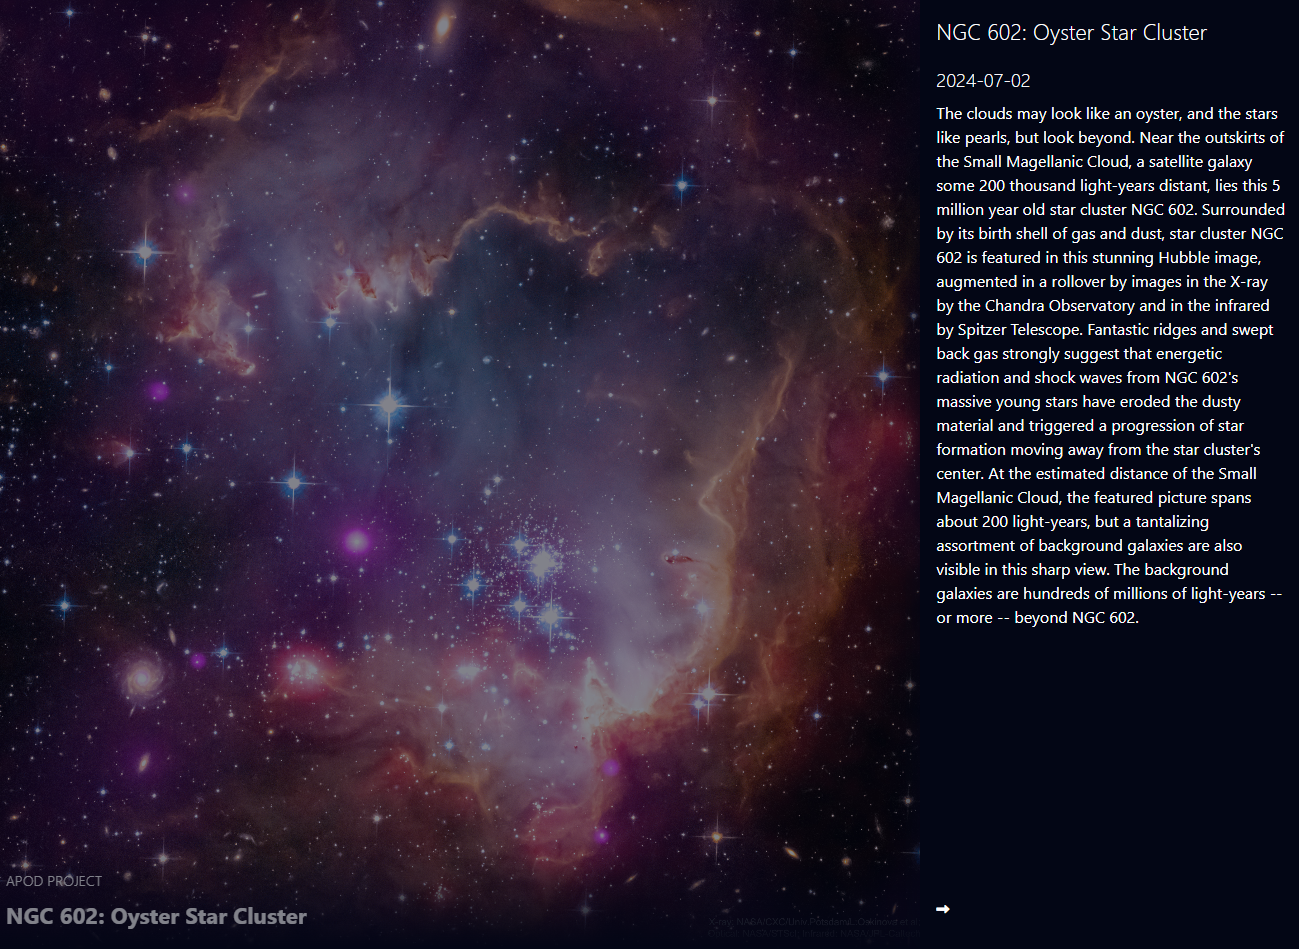 NGC 602: Oyster Star Cluster
2024-07-02
The clouds may look like an oyster, and the stars
like pearls, but look beyond. Near the outskirts of
the Small Magellanic Cloud, a satellite galaxy
some 200 thousand light-years distant, lies this 5
million year old star cluster NGC 602. Surrounded
by its birth shell of gas and dust, star cluster NGC
602 is featured in this stunning Hubble image,
augmented in a rollover by images in the X-ray
by the Chandra Observatory and in the infrared
by Spitzer Telescope. Fantastic ridges and swept
back gas strongly suggest that energetic
radiation and shock waves from NGC 602's
massive young stars have eroded the dusty
material and triggered a progression of star
formation moving away from the star cluster's
center. At the estimated distance of the Small
Magellanic Cloud, the featured picture spans
about 200 light-years, but a tantalizing
assortment of background galaxies are also
visible in this sharp view. The background
galaxies are hundreds of millions of light-years --
or more -- beyond NGC 602.
APOD PROJECT
NGC 602: Oyster Star Cluster